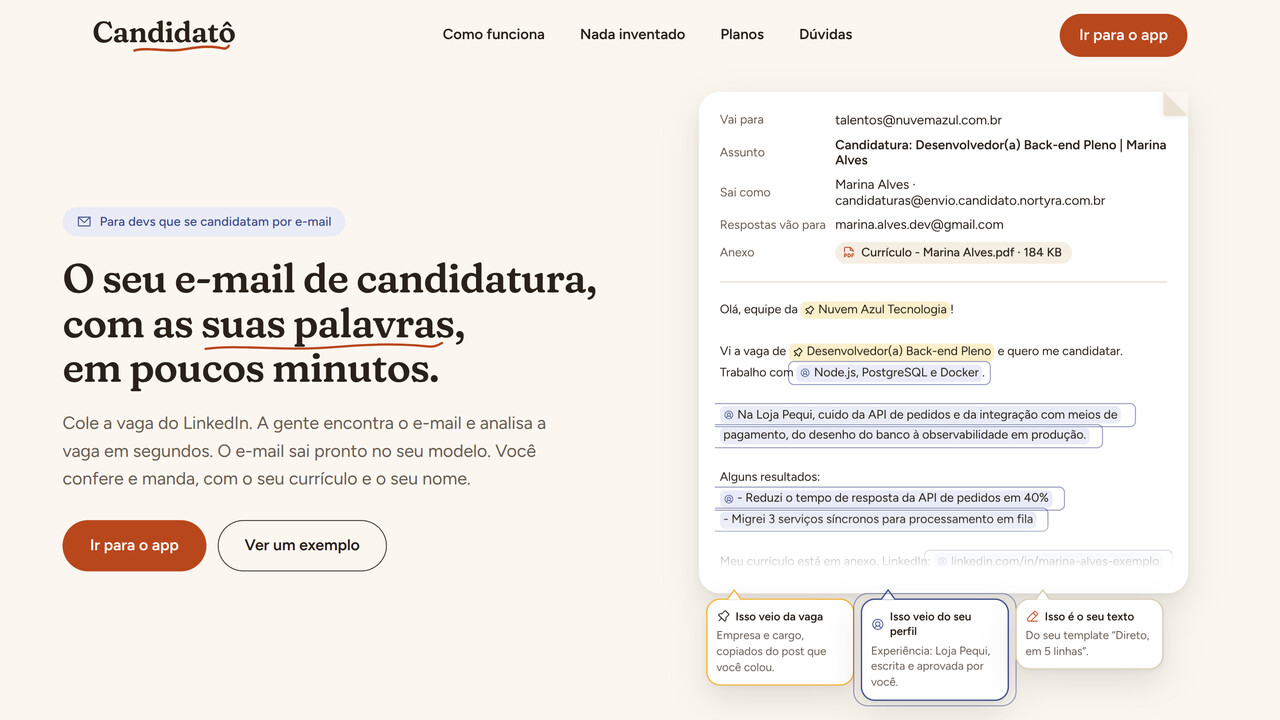 Candidatô
Como funciona
Nada inventado
Planos
Dúvidas
Ir para o app
Para devs que se candidatam por e-mail
O seu e-mail de candidatura,
com as suas palavras,
em poucos minutos.
Cole a vaga do LinkedIn. A gente encontra o e-mail e analisa a
vaga em segundos. O e-mail sai pronto no seu modelo. Você
confere e manda, com o seu currículo e o seu nome.
Ir para o app
Ver um exemplo
Vai para talentos@nuvemazul.com.br
Assunto Candidatura: Desenvolvedor(a) Back-end Pleno | Marina
Alves
Sai como Marina Alves ·
candidaturas@envio.candidato.nortyra.com.br
Respostas vão para marina.alves.dev@gmail.com
Anexo PDF Currículo - Marina Alves.pdf · 184 KB
Olá, equipe da Nuvem Azul Tecnologia !
Vi a vaga de Desenvolvedor(a) Back-end Pleno e quero me candidatar.
Trabalho com Node.js, PostgreSQL e Docker .
Na Loja Pequi, cuido da API de pedidos e da integração com meios de
pagamento, do desenho do banco à observabilidade em produção.
Alguns resultados:
- Reduzi o tempo de resposta da API de pedidos em 40%
- Migrei 3 serviços síncronos para processamento em fila
Meu currículo está em anexo. LinkedIn: linkedin.com/in/marina-alves-exemplo
Isso veio da vaga
Empresa e cargo,
copiados do post que
você colou.
Isso veio do seu
perfil
Experiência: Loja Pequi,
escrita e aprovada por
você.
Isso é o seu texto
Do seu template “Direto,
em 5 linhas”.